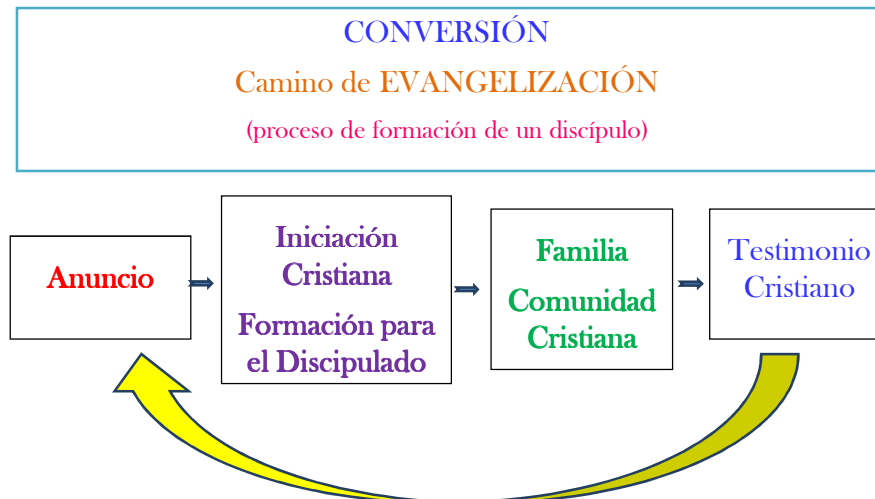 CONVERSIÓN
Camino de EVANGELIZACIÓN
(proceso de formación de un discípulo)
Anuncio
Iniciación
Cristiana
Formación para
el Discipulado
Familia
Comunidad
Cristiana
Testimonio
Cristiano